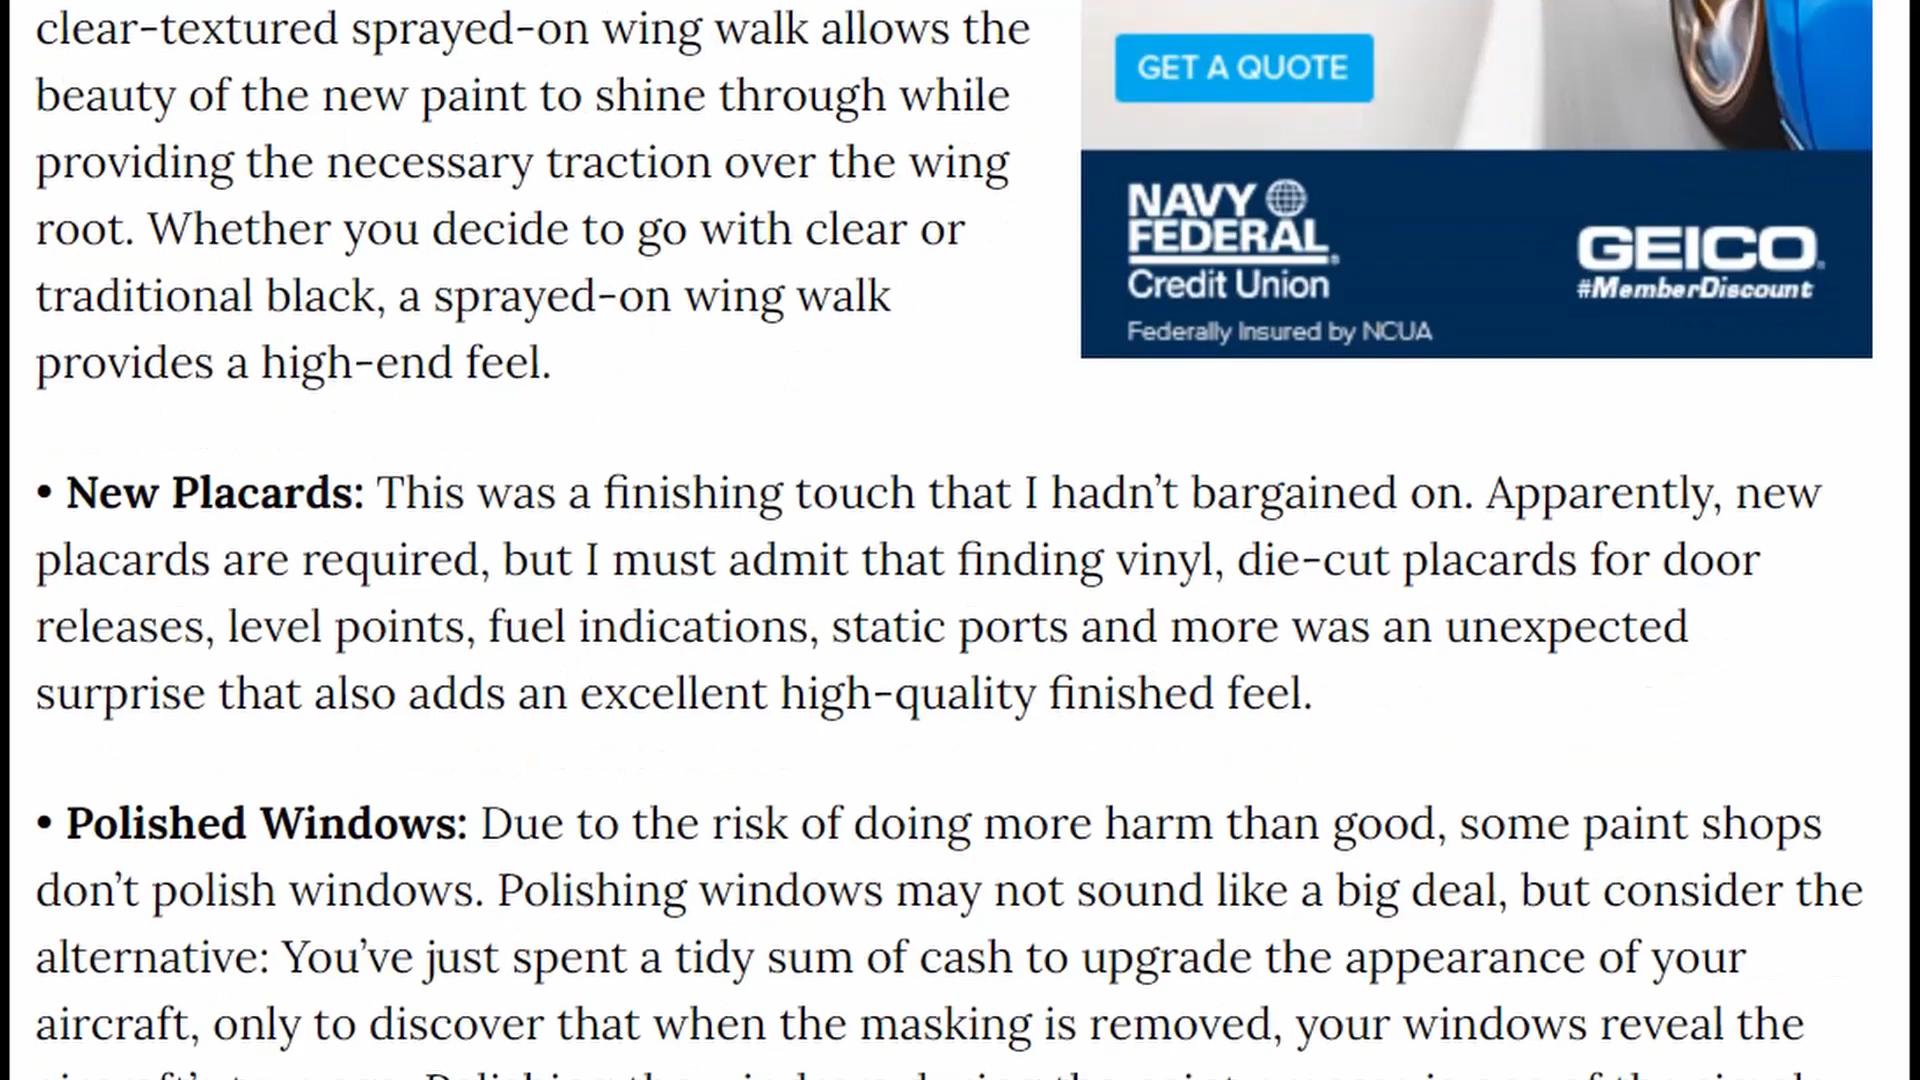 clear-textured sprayed-on wing walk allows the
beauty of the new paint to shine through while
providing the necessary traction over the wing
root. Whether you decide to go with clear or
traditional black, a sprayed-on wing walk
provides a high-end feel.
GET A QUOTE
NAVY
FEDERAL®
Credit Union
Federally Insured by NCUA
GEICO®
#MemberDiscount
• New Placards: This was a finishing touch that I hadn’t bargained on. Apparently, new
placards are required, but I must admit that finding vinyl, die-cut placards for door
releases, level points, fuel indications, static ports and more was an unexpected
surprise that also adds an excellent high-quality finished feel.
• Polished Windows: Due to the risk of doing more harm than good, some paint shops
don’t polish windows. Polishing windows may not sound like a big deal, but consider the
alternative: You’ve just spent a tidy sum of cash to upgrade the appearance of your
aircraft, only to discover that when the masking is removed, your windows reveal the